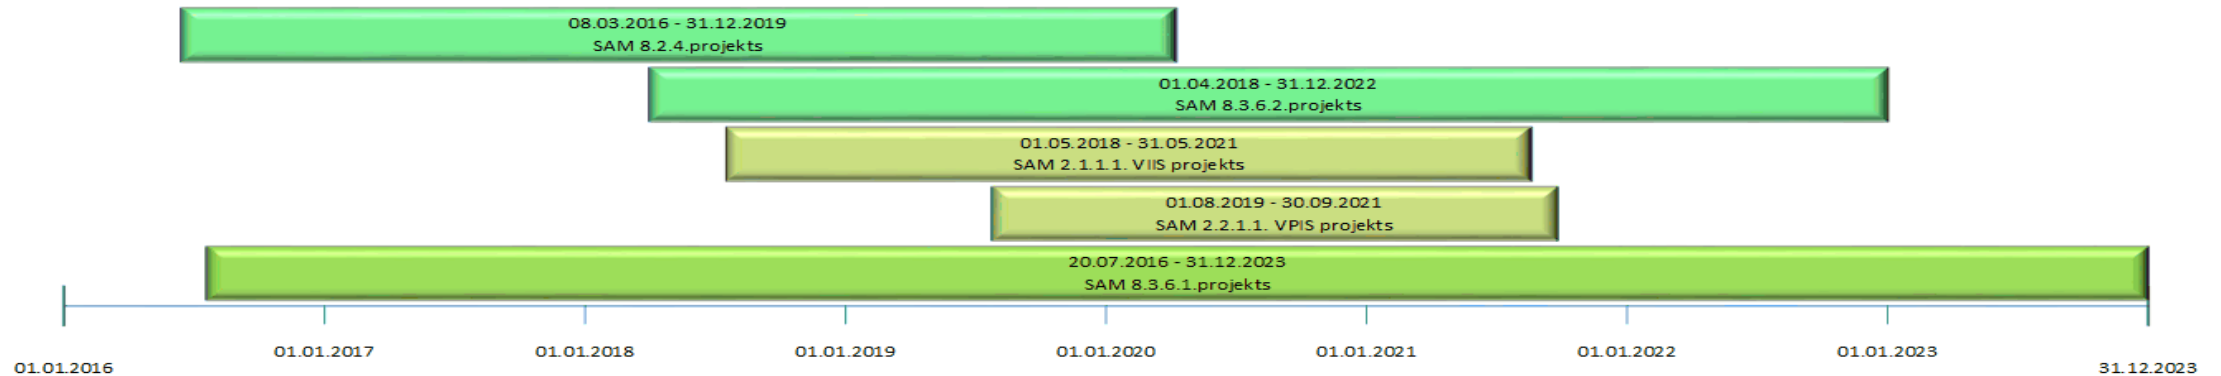 08.03.2016 - 31.12.2019
SAM 8.2.4.projekts
01.04.2018 - 31.12.2022
SAM 8.3.6.2.projekts
01.05.2018 - 31.05.2021
SAM 2.1.1.1. VIIS projekts
01.08.2019 - 30.09.2021
SAM 2.2.1.1. VPIS projekts
20.07.2016 - 31.12.2023
SAM 8.3.6.1.projekts
01.01.2017 01.01.2018 01.01.2019 01.01.2020 01.01.2021 01.01.2022 01.01.2023
01.01.2016 31.12.2023